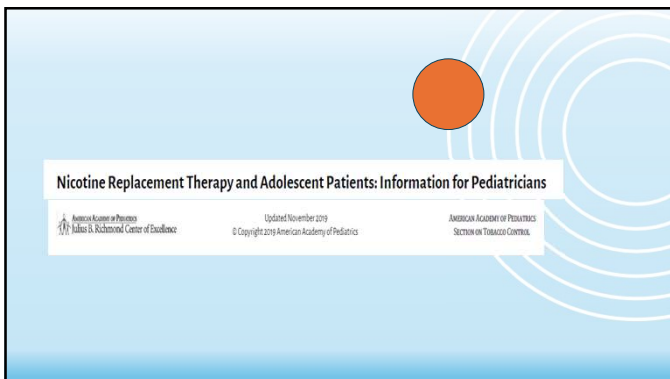 Nicotine Replacement Therapy and Adolescent Patients: Information for Pediatricians
American Academy of Pediatrics
Julius B. Richmond Center of Excellence
Updated November 2019
© Copyright 2019 American Academy of Pediatrics
American Academy of Pediatrics
Section on Tobacco Control